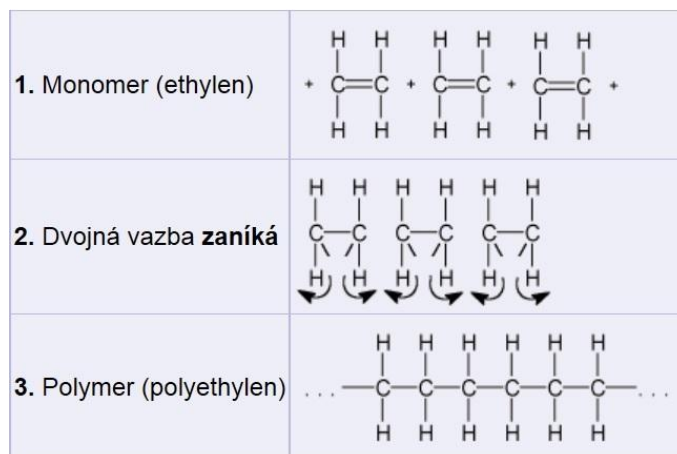 1. Monomer (ethylen)
H H H H H H
+ C=C + C=C + C=C +
H H H H H H
2. Dvojná vazba zaníká
H H H H H H
C—C C—C C—C
H H H H H H
3. Polymer (polyethylen)
H H H H H H
...—C—C—C—C—C—C—...
H H H H H H